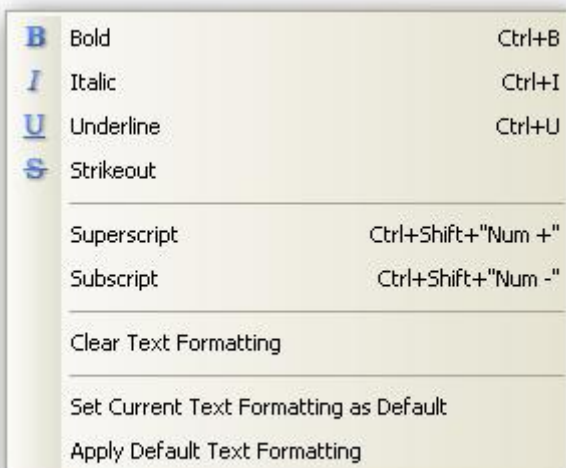 B Bold Ctrl+B
I Italic Ctrl+I
U Underline Ctrl+U
S Strikeout
Superscript Ctrl+Shift+"Num +"
Subscript Ctrl+Shift+"Num -"
Clear Text Formatting
Set Current Text Formatting as Default
Apply Default Text Formatting